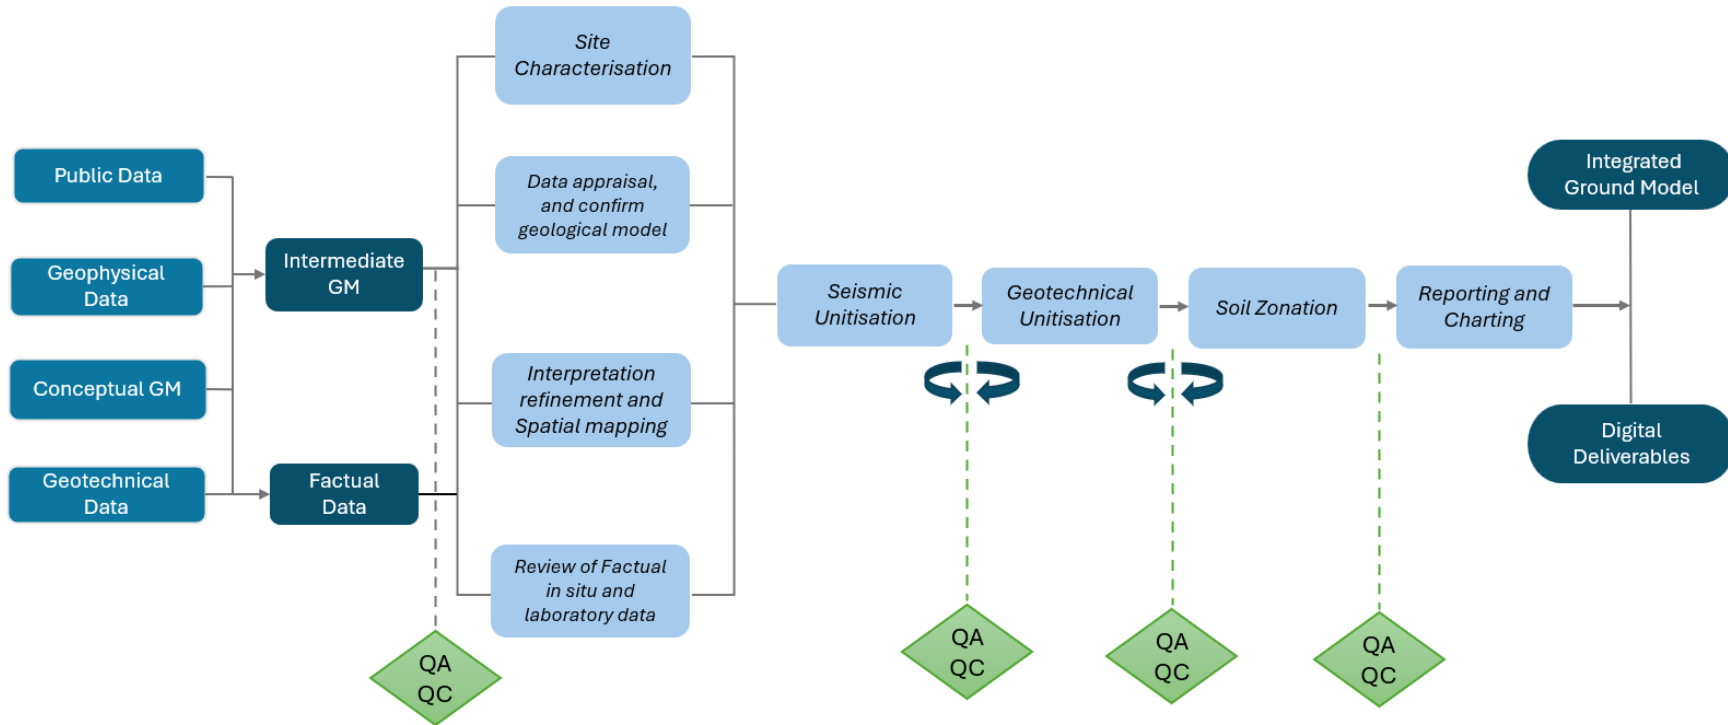 Public Data
Geophysical
Data
Conceptual GM
Geotechnical
Data
Intermediate
GM
Factual
Data
QA
QC
Site
Characterisation
Data appraisal,
and confirm
geological model
Interpretation
refinement and
Spatial mapping
Review of Factual
in situ and
laboratory data
Seismic
Unitisation
Geotechnical
Unitisation
Soil Zonation
Reporting and
Charting
QA
QC
QA
QC
QA
QC
Integrated
Ground Model
Digital
Deliverables